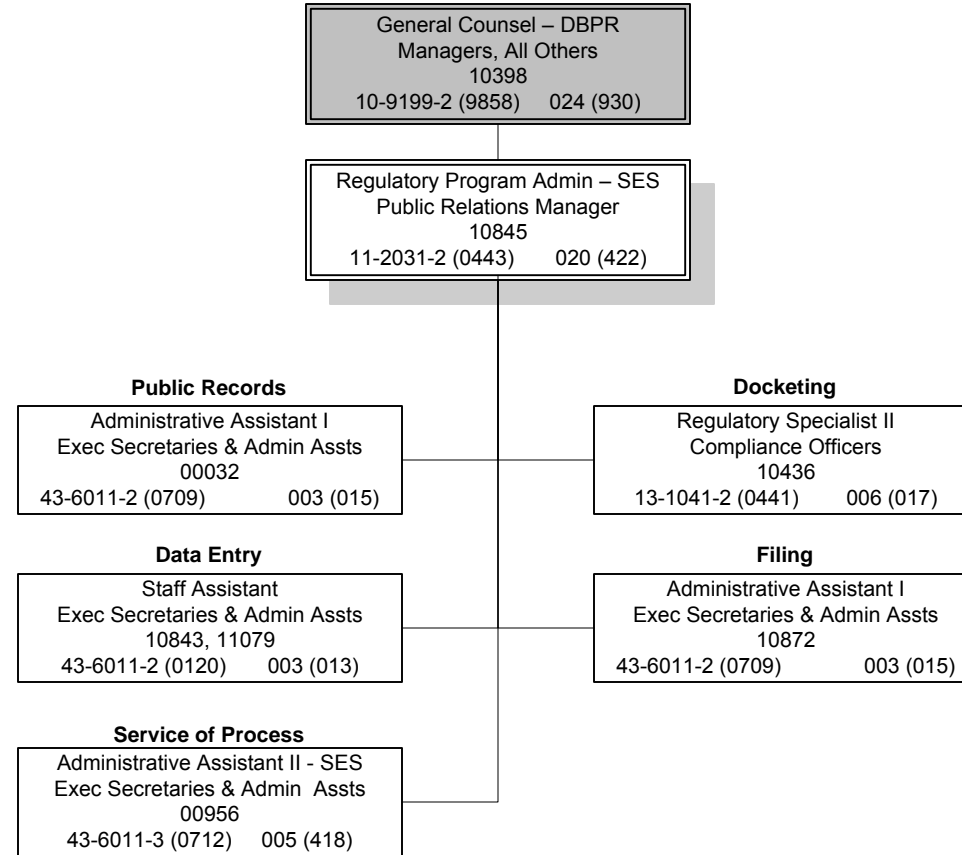 General Counsel – DBPR
Managers, All Others
10398
10-9199-2 (9858) 024 (930)
Regulatory Program Admin – SES
Public Relations Manager
10845
11-2031-2 (0443) 020 (422)
Public Records
Administrative Assistant I
Exec Secretaries & Admin Assts
00032
43-6011-2 (0709) 003 (015)
Docketing
Regulatory Specialist II
Compliance Officers
10436
13-1041-2 (0441) 006 (017)
Data Entry
Staff Assistant
Exec Secretaries & Admin Assts
10843, 11079
43-6011-2 (0120) 003 (013)
Filing
Administrative Assistant I
Exec Secretaries & Admin Assts
10872
43-6011-2 (0709) 003 (015)
Service of Process
Administrative Assistant II - SES
Exec Secretaries & Admin Assts
00956
43-6011-3 (0712) 005 (418)